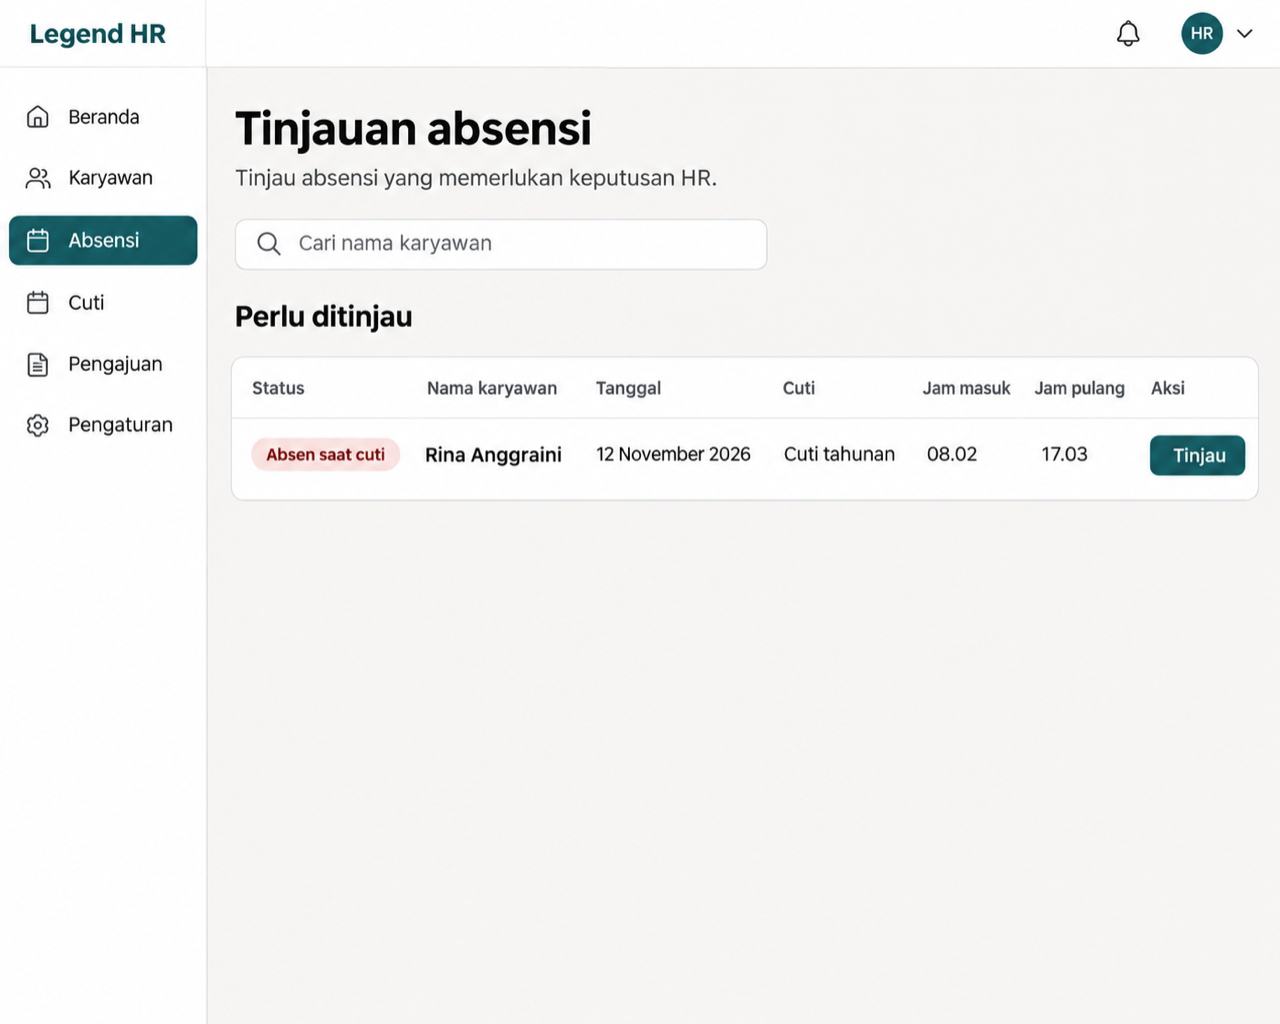 Legend HR
HR
Beranda
Karyawan
Absensi
Cuti
Pengajuan
Pengaturan
Tinjauan absensi
Tinjau absensi yang memerlukan keputusan HR.
Cari nama karyawan
Perlu ditinjau
Status Nama karyawan Tanggal Cuti Jam masuk Jam pulang Aksi
Absen saat cuti Rina Anggraini 12 November 2026 Cuti tahunan 08.02 17.03 Tinjau